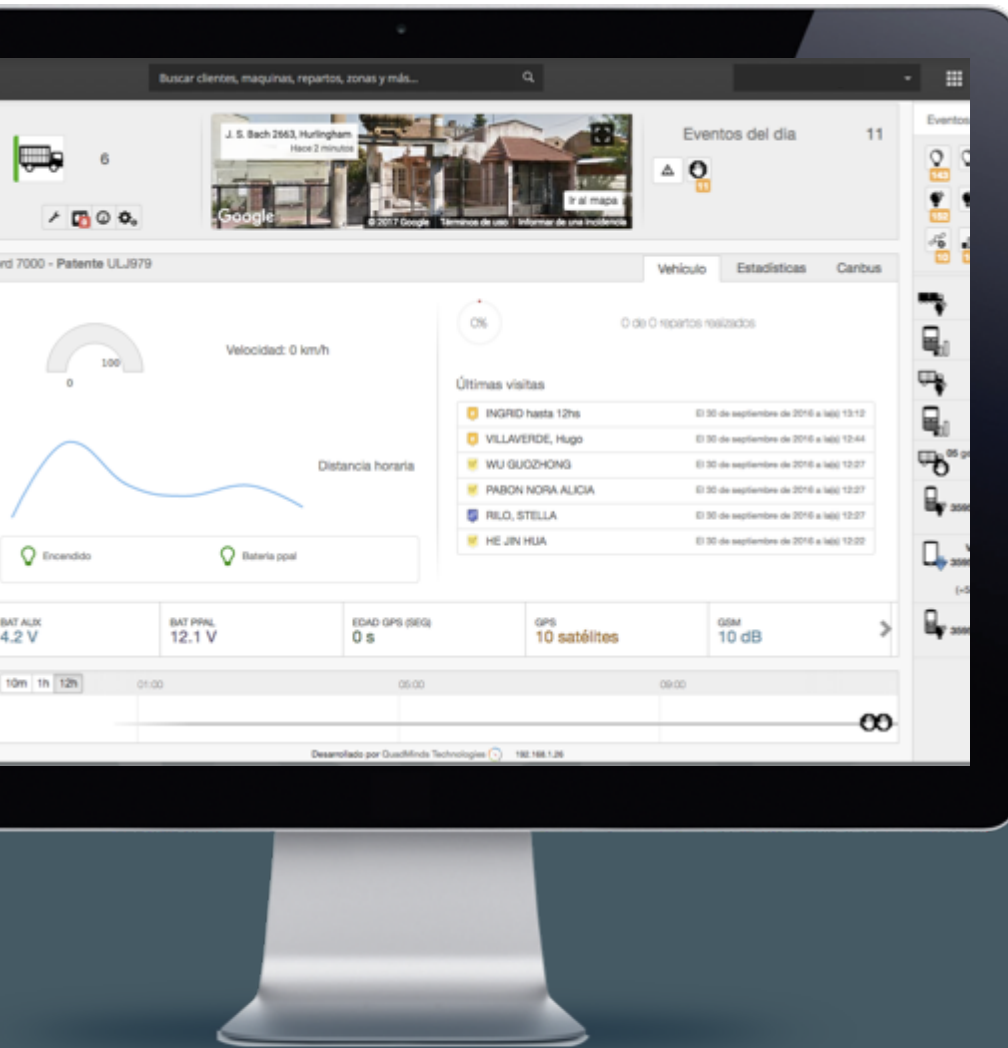 Buscar clientes, maquinas, repartos, zonas y más...
6
J. S. Bach 2663, Hurlingham
Hace 2 minutos
Ir al mapa
Google
© 2017 Google
Términos de uso
Informar de una incidencia
Eventos del dia
11
11
Eventos
143
152
10
rd 7000 - Patente ULJ979
Vehículo
Estadísticas
Canbus
100
0
Velocidad: 0 km/h
0%
0 de 0 repartos realizados
Distancia horaria
Últimas visitas
INGRID hasta 12hs El 30 de septiembre de 2016 a la(s) 13:12
VILLAVERDE, Hugo El 30 de septiembre de 2016 a la(s) 12:44
WU GUOZHONG El 30 de septiembre de 2016 a la(s) 12:27
PABON NORA ALICIA El 30 de septiembre de 2016 a la(s) 12:27
RILO, STELLA El 30 de septiembre de 2016 a la(s) 12:27
HE JIN HUA El 30 de septiembre de 2016 a la(s) 12:22
Encendido
Bateria ppal
BAT AUX
4.2 V
BAT PPAL
12.1 V
EDAD GPS (SEG)
0 s
GPS
10 satélites
GSM
10 dB
10m 1h 12h
01:00
05:00
09:00
Desarrollado por QuadMinds Technologies
192.168.1.26